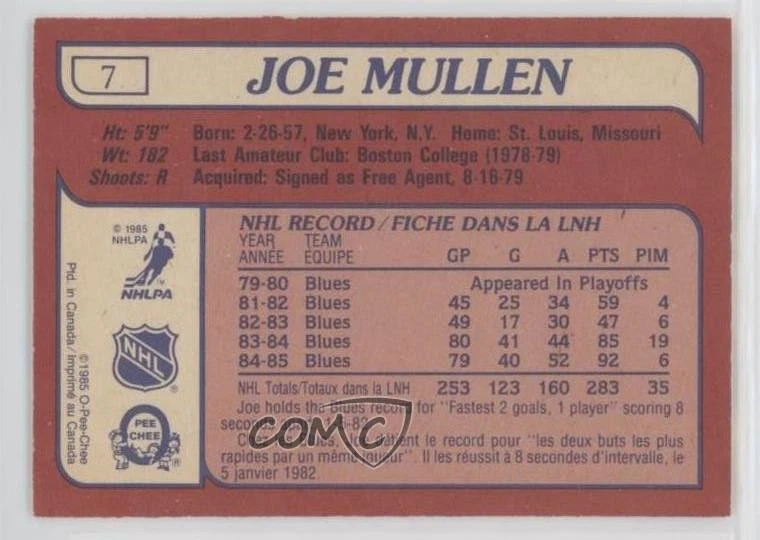 7
JOE MULLEN
Ht: 5'9" Born: 2-26-57, New York, N.Y. Home: St. Louis, Missouri
Wt: 182 Last Amateur Club: Boston College (1978-79)
Shoots: R Acquired: Signed as Free Agent, 8-16-79
© 1985
NHLPA
TM
NHLPA
NHL
®
O
PEE
CHEE
®
©1985 O-Pee-Chee
Ptd. in Canada/Imprimé au Canada
NHL RECORD/FICHE DANS LA LNH
YEAR TEAM
ANNÉE ÉQUIPE GP G A PTS PIM
79-80 Blues Appeared In Playoffs
81-82 Blues 45 25 34 59 4
82-83 Blues 49 17 30 47 6
83-84 Blues 80 41 44 85 19
84-85 Blues 79 40 52 92 6
NHL Totals/Totaux dans la LNH 253 123 160 283 35
Joe holds the Blues record for "Fastest 2 goals, 1 player" scoring 8
seconds
Joe détient le record pour "les deux buts les plus
rapides par un même joueur". Il les réussit à 8 secondes d'intervalle, le
5 janvier 1982.
COMC